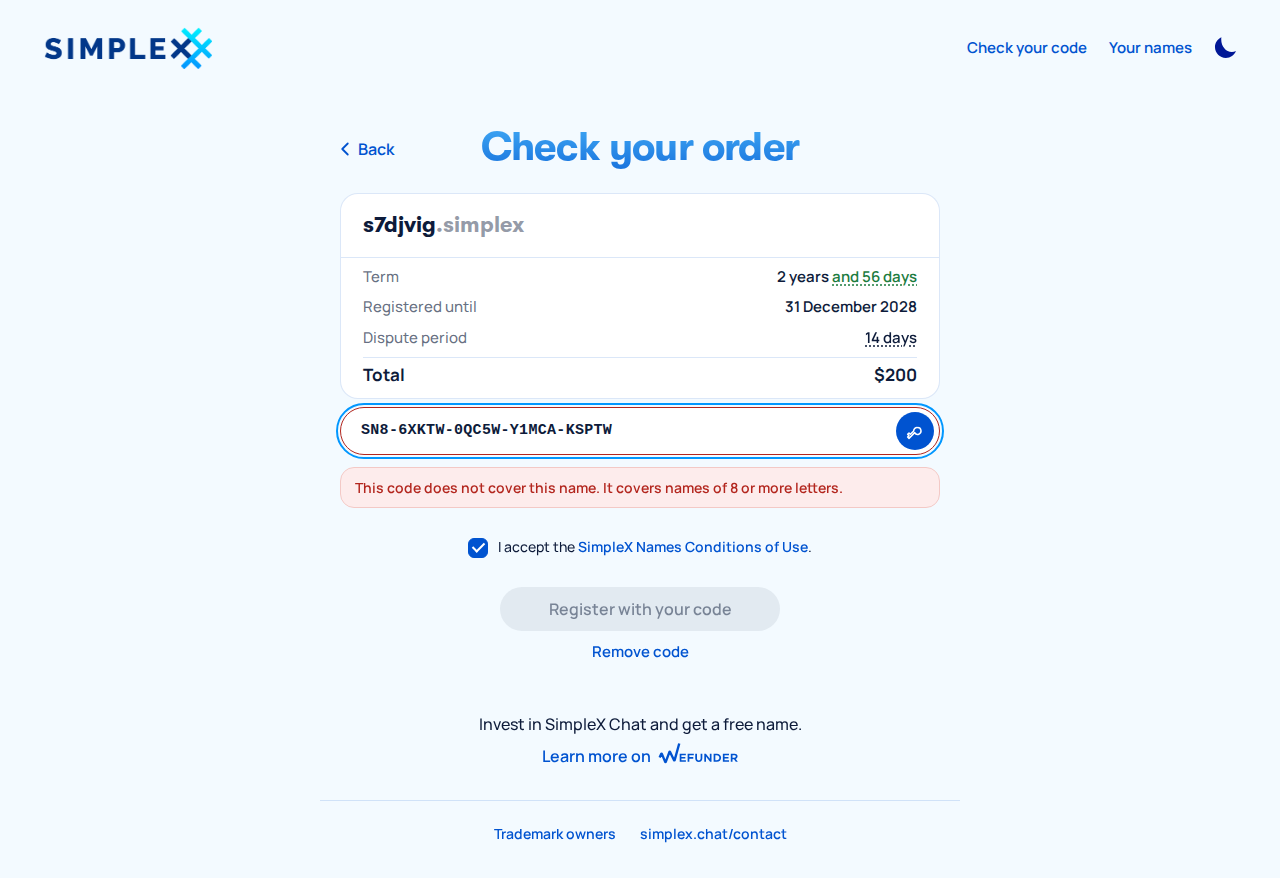 SIMPLEX
Check your code
Your names
Back
Check your order
s7djvig.simplex
Term
2 years and 56 days
Registered until
31 December 2028
Dispute period
14 days
Total
$200
SN8-6XKTW-0QC5W-Y1MCA-KSPTW
This code does not cover this name. It covers names of 8 or more letters.
I accept the SimpleX Names Conditions of Use.
Register with your code
Remove code
Invest in SimpleX Chat and get a free name.
Learn more on WEFUNDER
Trademark owners
simplex.chat/contact